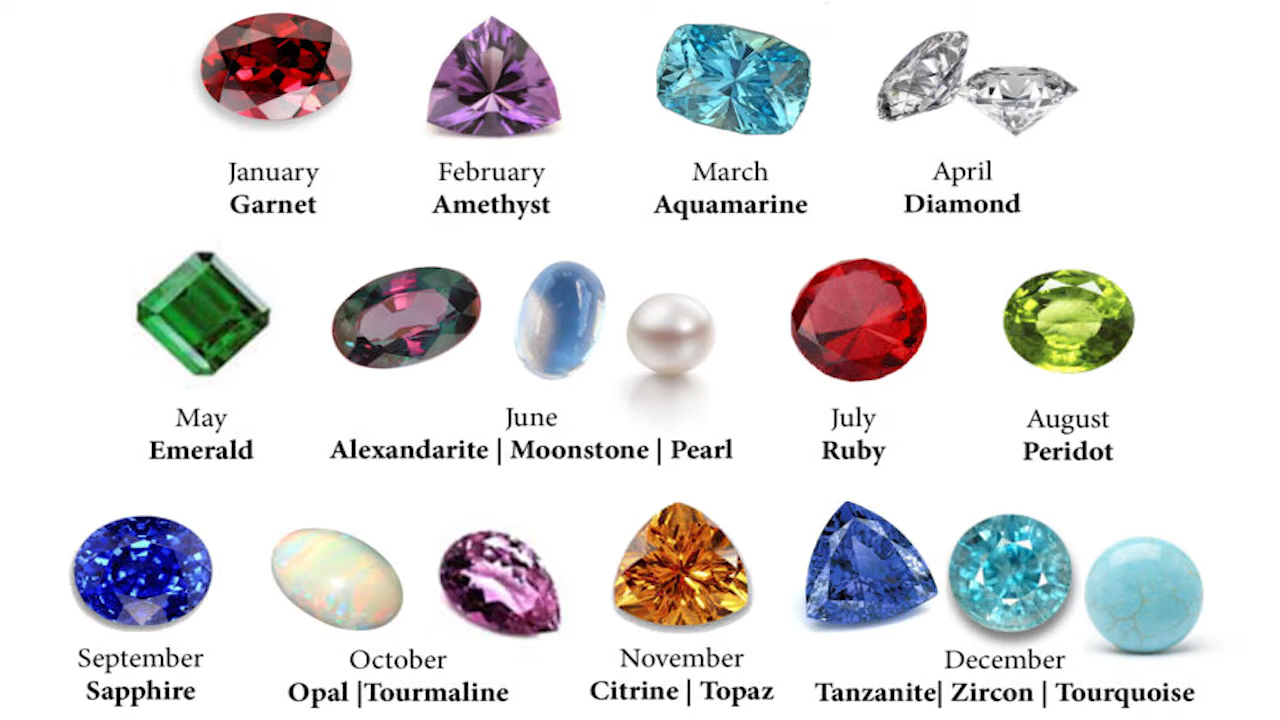 January
Garnet
February
Amethyst
March
Aquamarine
April
Diamond
May
Emerald
June
Alexandarite | Moonstone | Pearl
July
Ruby
August
Peridot
September
Sapphire
October
Opal |Tourmaline
November
Citrine | Topaz
December
Tanzanite| Zircon | Tourquoise